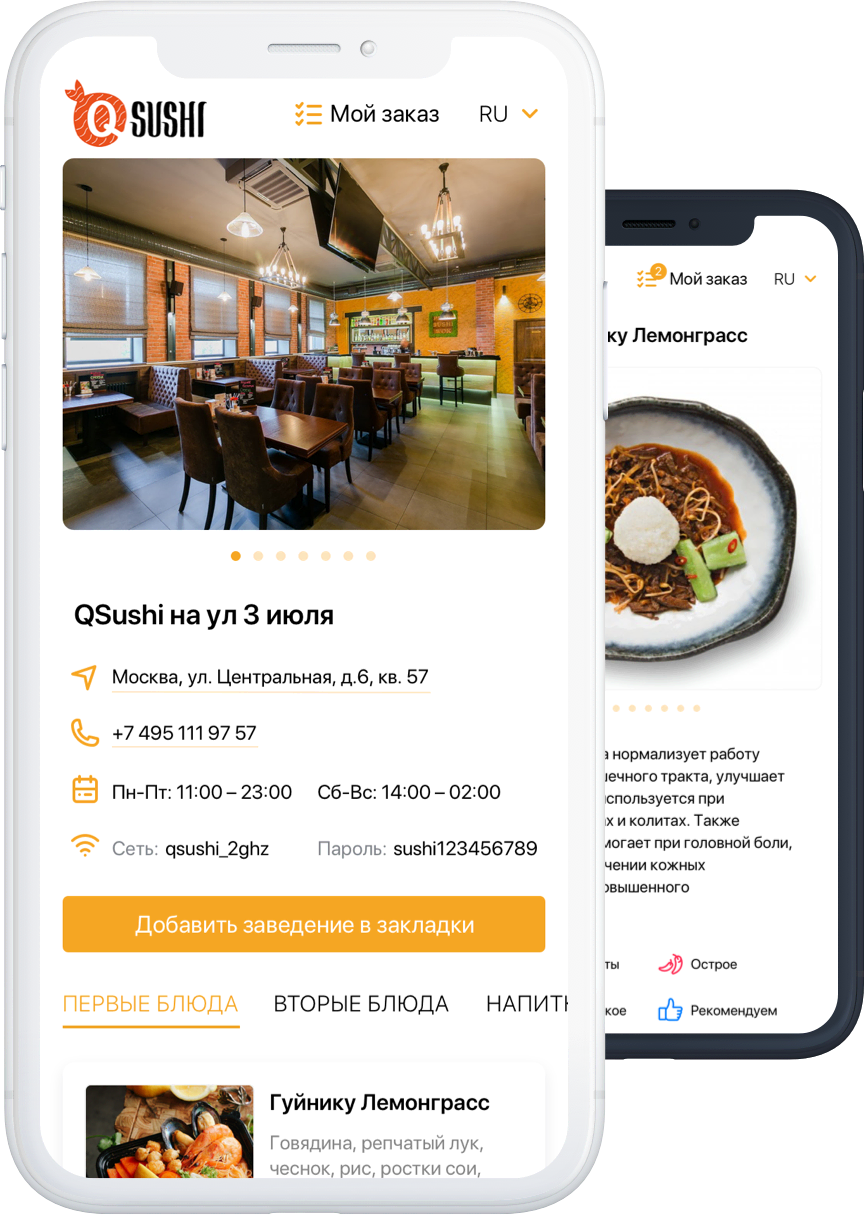 QSUSHI
Мой заказ
RU
SUSHI
QSushi на ул 3 июля
Москва, ул. Центральная, д.6, кв. 57
+7 495 111 97 57
Пн-Пт: 11:00 – 23:00 Сб-Вс: 14:00 – 02:00
Сеть: qsushi_2ghz Пароль: sushi123456789
Добавить заведение в закладки
ПЕРВЫЕ БЛЮДА ВТОРЫЕ БЛЮДА НАПИТК
Гуйнику Лемонграсс
Говядина, репчатый лук,
чеснок, рис, ростки сои,
2
Мой заказ
RU
ку Лемонграсс
а нормализует работу
шечного тракта, улучшает
используется при
х и колитах. Также
могает при головной боли,
чении кожных
овышенного
ты
Острое
кое
Рекомендуем